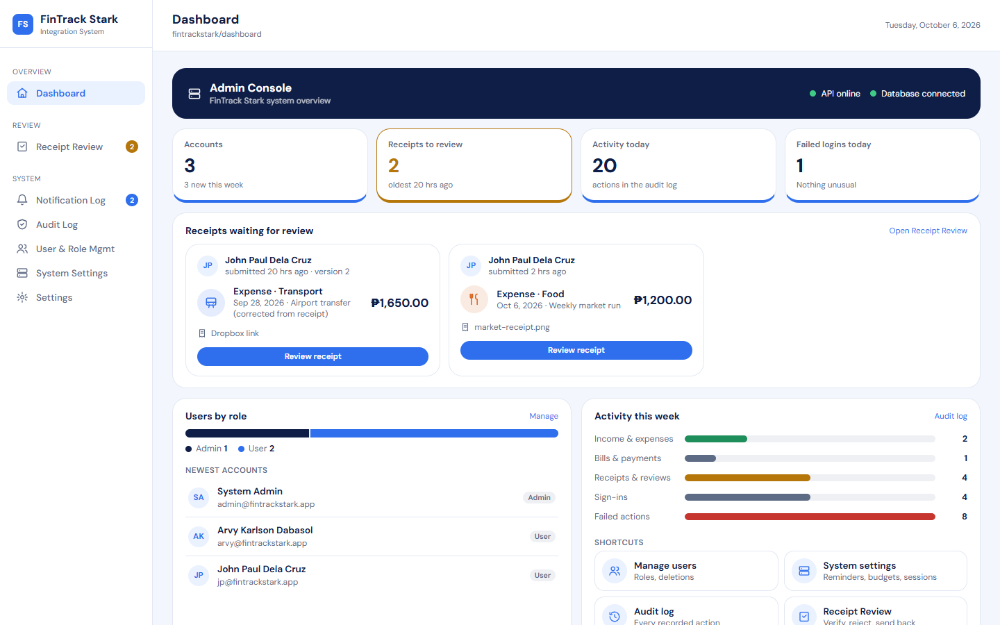 FS
FinTrack Stark
Integration System
OVERVIEW
Dashboard
REVIEW
Receipt Review
2
SYSTEM
Notification Log
2
Audit Log
User & Role Mgmt
System Settings
Settings
Dashboard
fintrackstark/dashboard
Tuesday, October 6, 2026
Admin Console
FinTrack Stark system overview
API online
Database connected
Accounts
3
3 new this week
Receipts to review
2
oldest 20 hrs ago
Activity today
20
actions in the audit log
Failed logins today
1
Nothing unusual
Receipts waiting for review
Open Receipt Review
JP
John Paul Dela Cruz
submitted 20 hrs ago · version 2
Expense · Transport
Sep 28, 2026 · Airport transfer
(corrected from receipt)
₱1,650.00
Dropbox link
Review receipt
JP
John Paul Dela Cruz
submitted 2 hrs ago
Expense · Food
Oct 6, 2026 · Weekly market run
₱1,200.00
market-receipt.png
Review receipt
Users by role
Manage
Admin 1
User 2
NEWEST ACCOUNTS
SA
System Admin
admin@fintrackstark.app
Admin
AK
Arvy Karlson Dabasol
arvy@fintrackstark.app
User
JP
John Paul Dela Cruz
jp@fintrackstark.app
User
Activity this week
Audit log
Income & expenses
2
Bills & payments
1
Receipts & reviews
4
Sign-ins
4
Failed actions
8
SHORTCUTS
Manage users
Roles, deletions
System settings
Reminders, budgets, sessions
Audit log
Every recorded action
Receipt Review
Verify, reject, send back